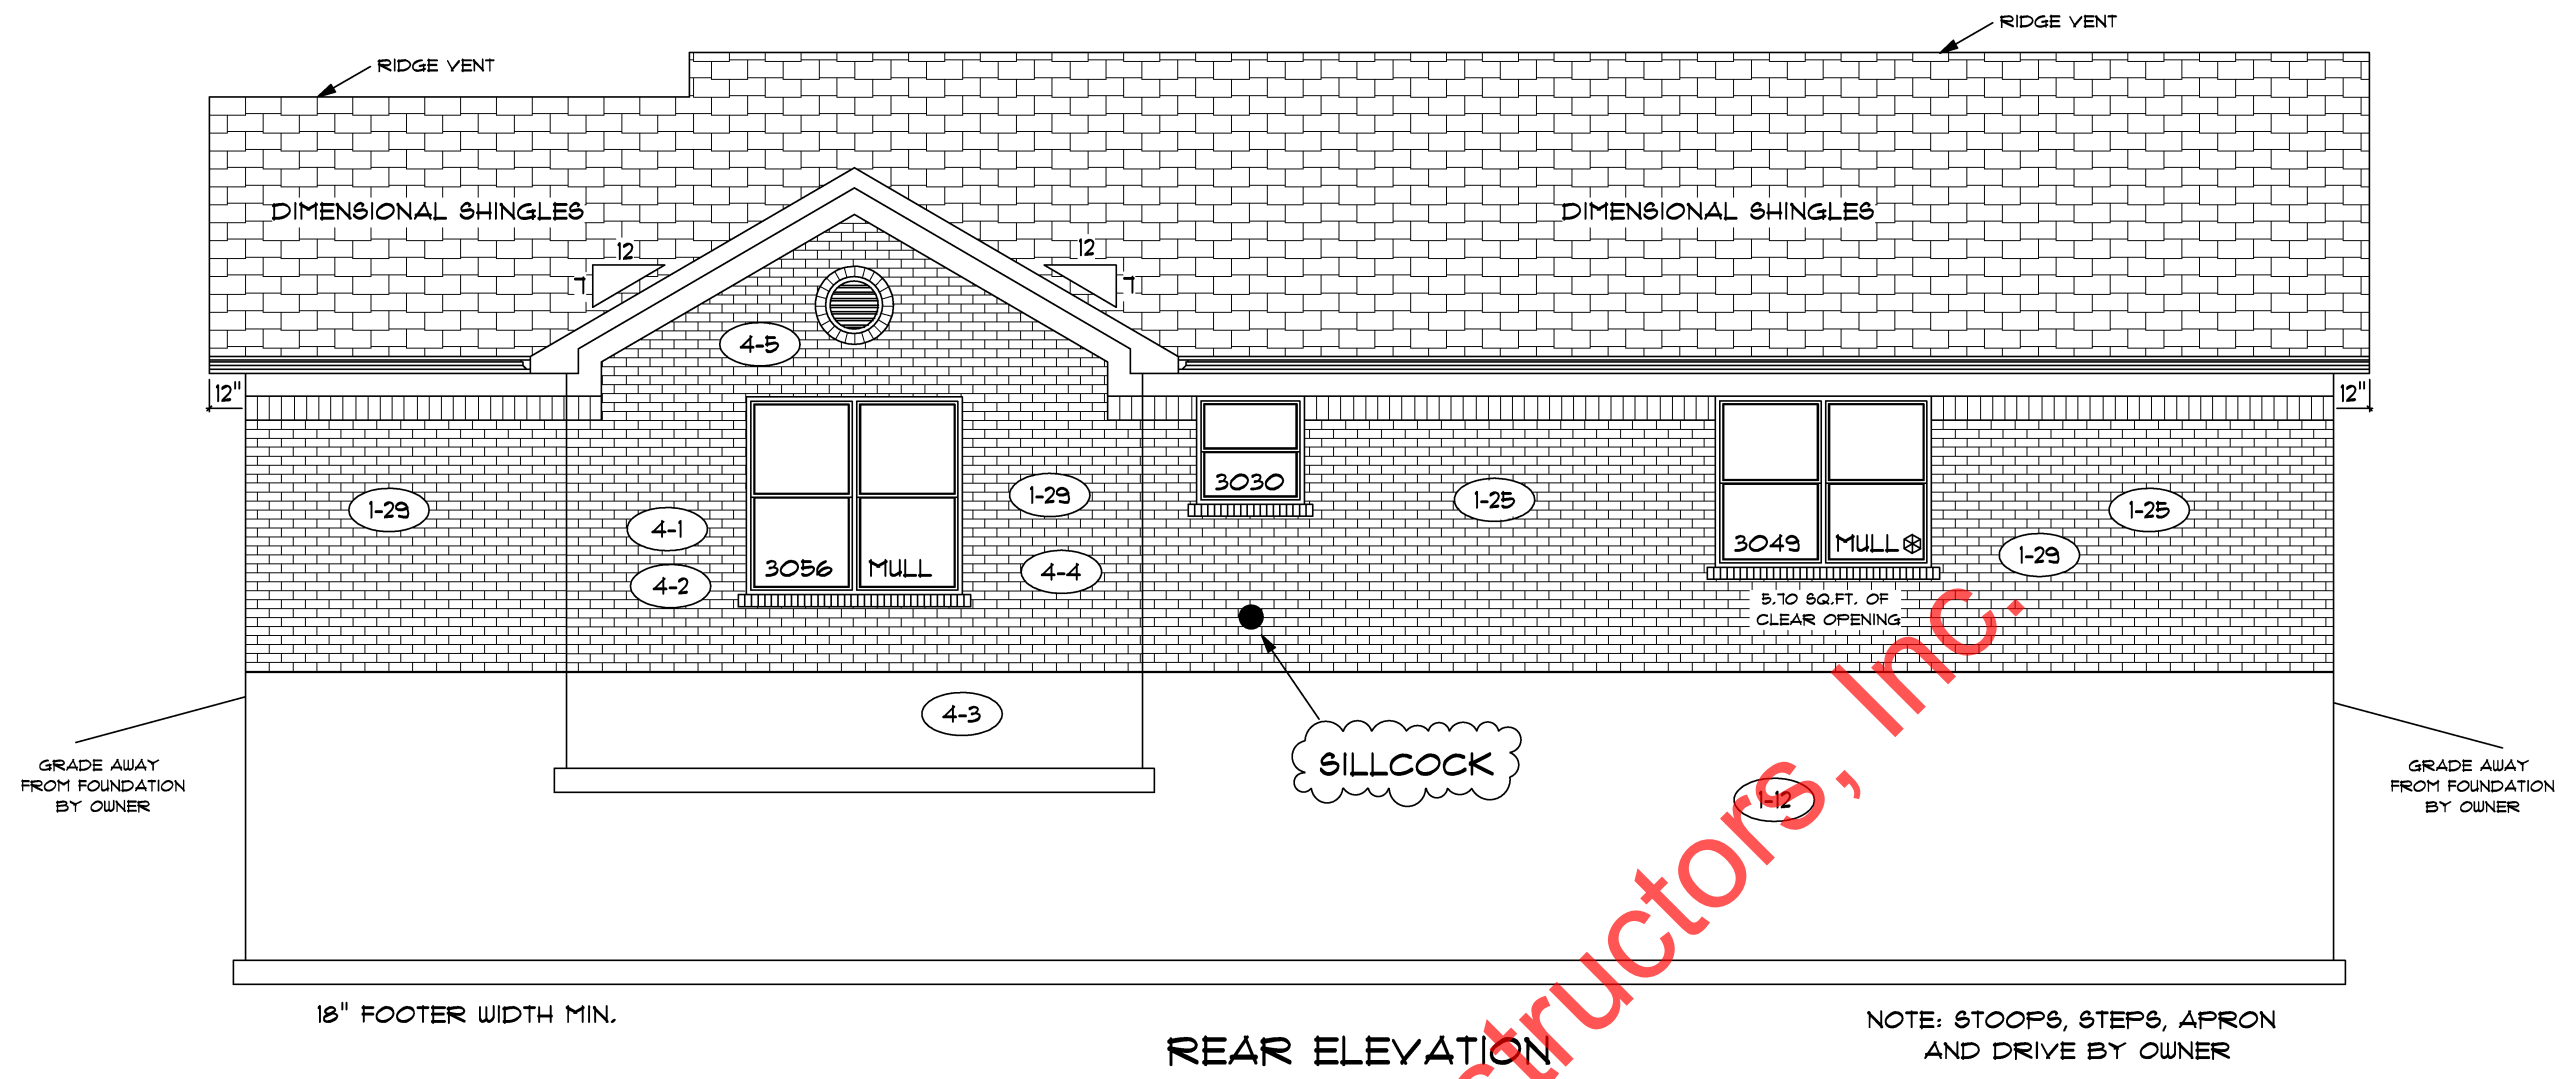 RIDGE VENT
RIDGE VENT
DIMENSIONAL SHINGLES
DIMENSIONAL SHINGLES
12
7
12
7
4-5
12"
12"
1-29
4-1
4-2
3056 MULL
1-29
4-4
3030
1-25
3049 MULL
1-29
1-25
5.70 SQ.FT. OF
CLEAR OPENING
4-3
SILLCOCK
1-12
GRADE AWAY
FROM FOUNDATION
BY OWNER
GRADE AWAY
FROM FOUNDATION
BY OWNER
18" FOOTER WIDTH MIN.
REAR ELEVATION
NOTE: STOOPS, STEPS, APRON
AND DRIVE BY OWNER
tructors, Inc.